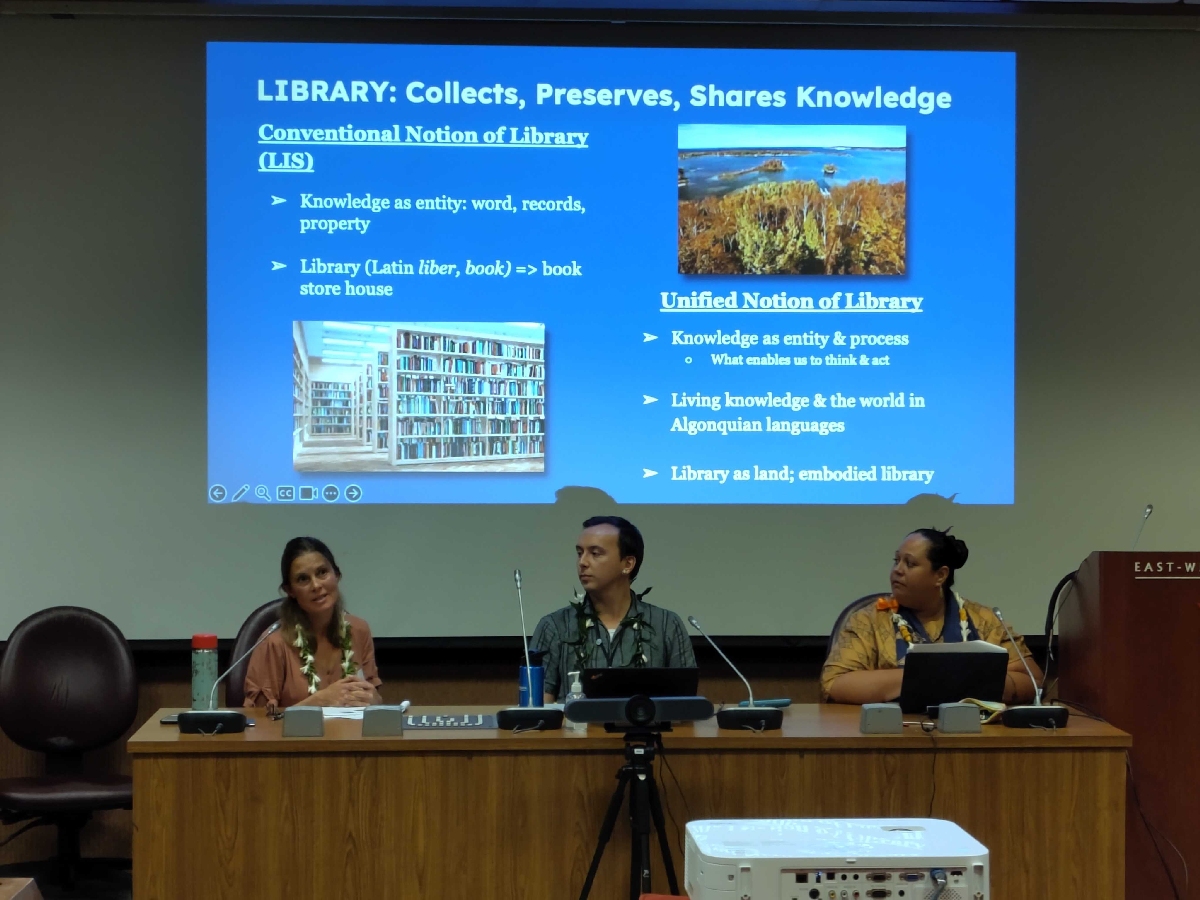 LIBRARY: Collects, Preserves, Shares Knowledge
Conventional Notion of Library
(LIS)
➢ Knowledge as entity: word, records,
property
➢ Library (Latin liber, book) => book
store house
Unified Notion of Library
➢ Knowledge as entity & process
○ What enables us to think & act
➢ Living knowledge & the world in
Algonquian languages
➢ Library as land; embodied library
CC
EAST-W